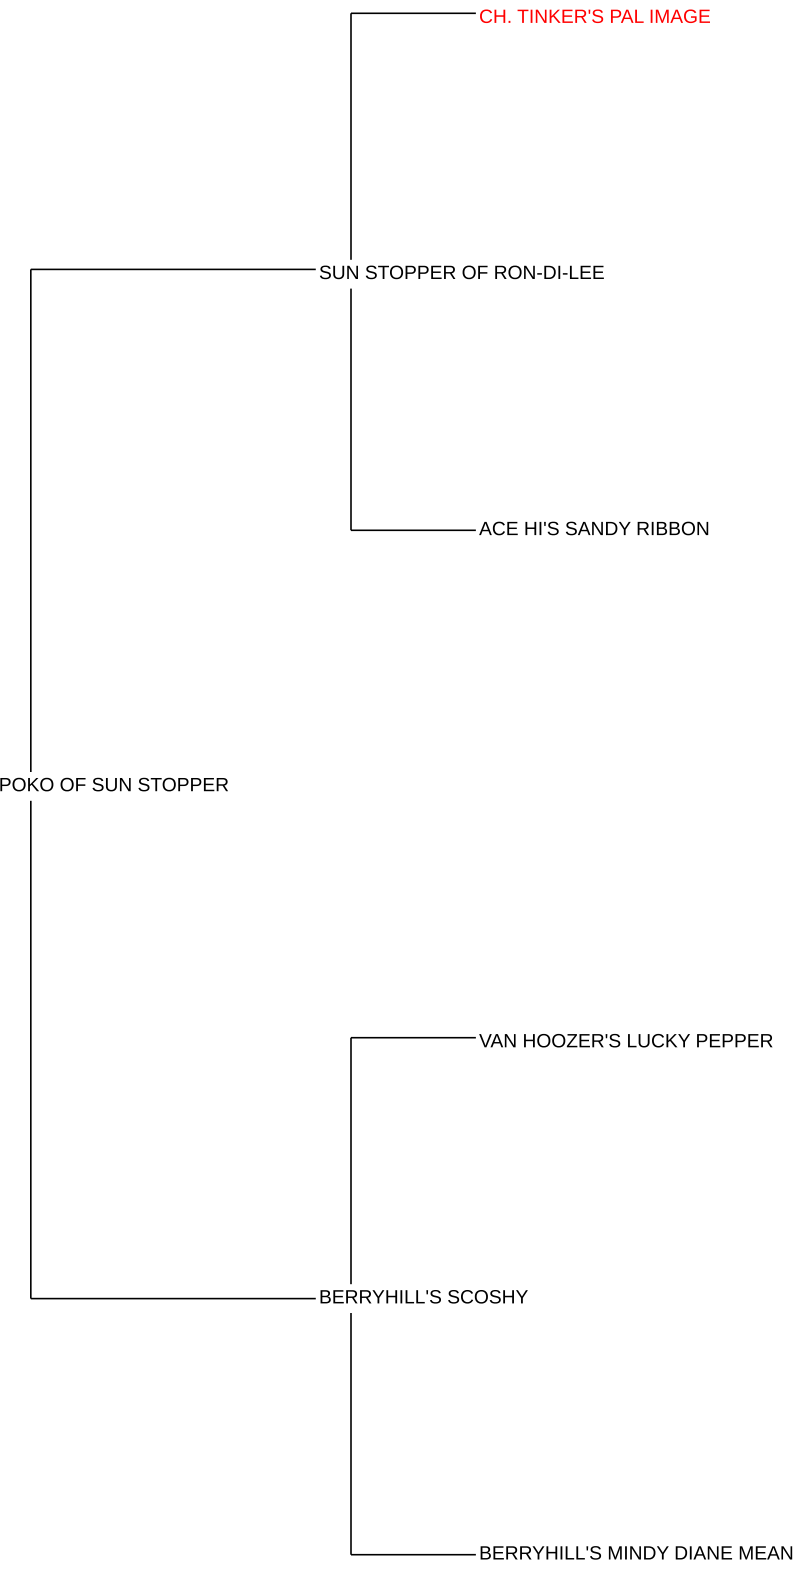 CH. TINKER'S PAL IMAGE
SUN STOPPER OF RON-DI-LEE
ACE HI'S SANDY RIBBON
POKO OF SUN STOPPER
VAN HOOZER'S LUCKY PEPPER
BERRYHILL'S SCOSHY
BERRYHILL'S MINDY DIANE MEAN